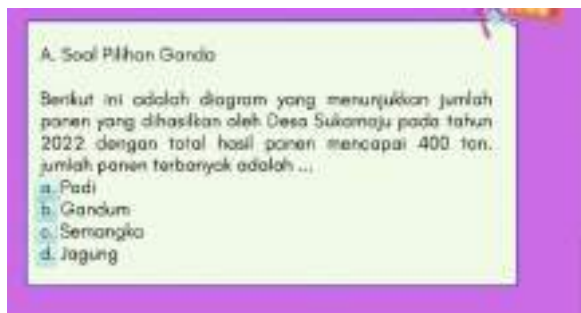 A. Soal Pilihan Ganda
Berikut ini adalah diagram yang menunjukkan jumlah
panen yang dihasilkan oleh Desa Sukamaju pada tahun
2022 dengan total hasil panen mencapai 400 ton.
jumlah panen terbanyak adalah ...
a. Padi
b. Gandum
c. Semangka
d. Jagung